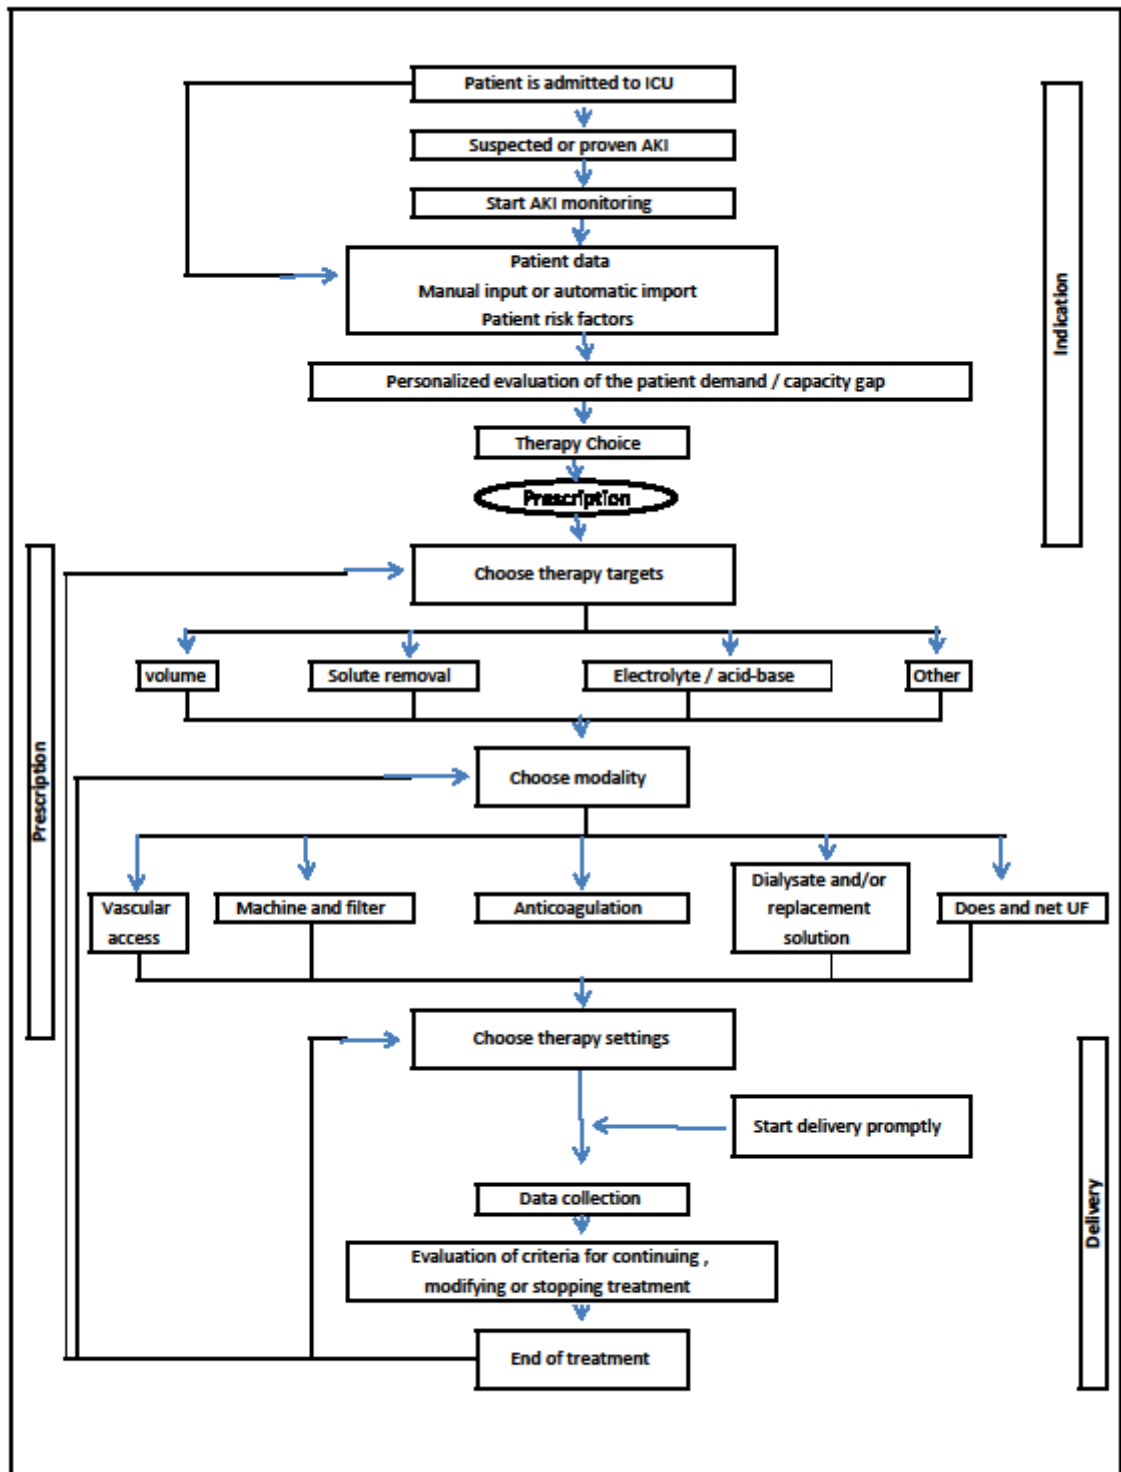 Patient is admitted to ICU
Suspected or proven AKI
Start AKI monitoring
Patient data
Manual input or automatic import
Patient risk factors
Indication
Personalized evaluation of the patient demand / capacity gap
Therapy Choice
Prescription
Prescription
Choose therapy targets
volume
Solute removal
Electrolyte / acid-base
Other
Choose modality
Vascular
access
Machine and filter
Anticoagulation
Dialysate and/or
replacement
solution
Does and net UF
Choose therapy settings
Start delivery promptly
Delivery
Data collection
Evaluation of criteria for continuing ,
modifying or stopping treatment
End of treatment